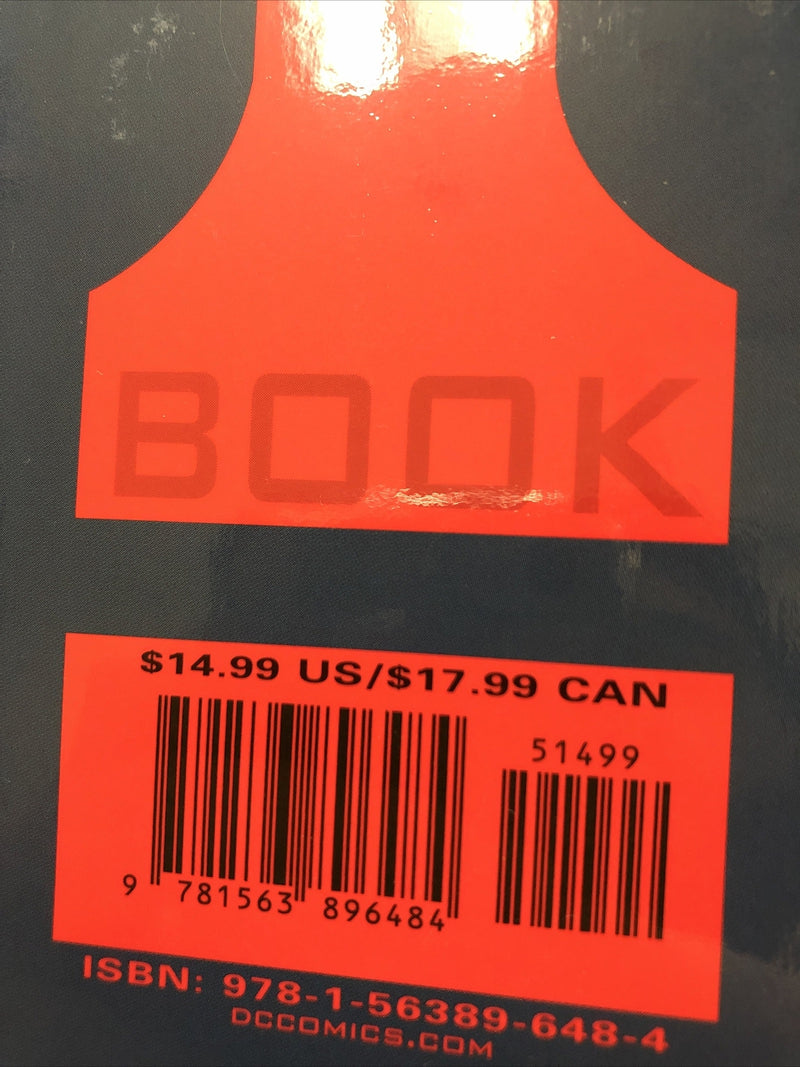 BOOK
$14.99 US/$17.99 CAN
51499
9 781563 896484
ISBN: 978-1-56389-648-4
DCCOMICS.COM